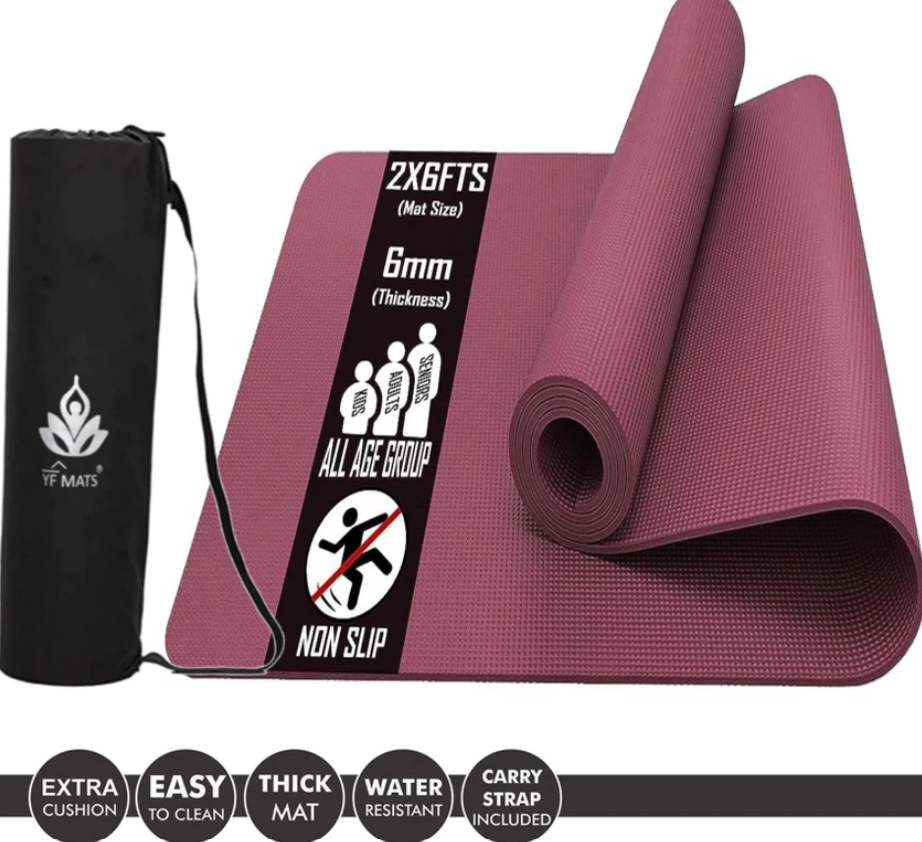 2X6FTS
(Mat Size)
6mm
(Thickness)
KIDS
ADULTS
SENIORS
ALL AGE GROUP
NON SLIP
YF MATS®
EXTRA
CUSHION
EASY
TO CLEAN
THICK
MAT
WATER
RESISTANT
CARRY
STRAP
INCLUDED